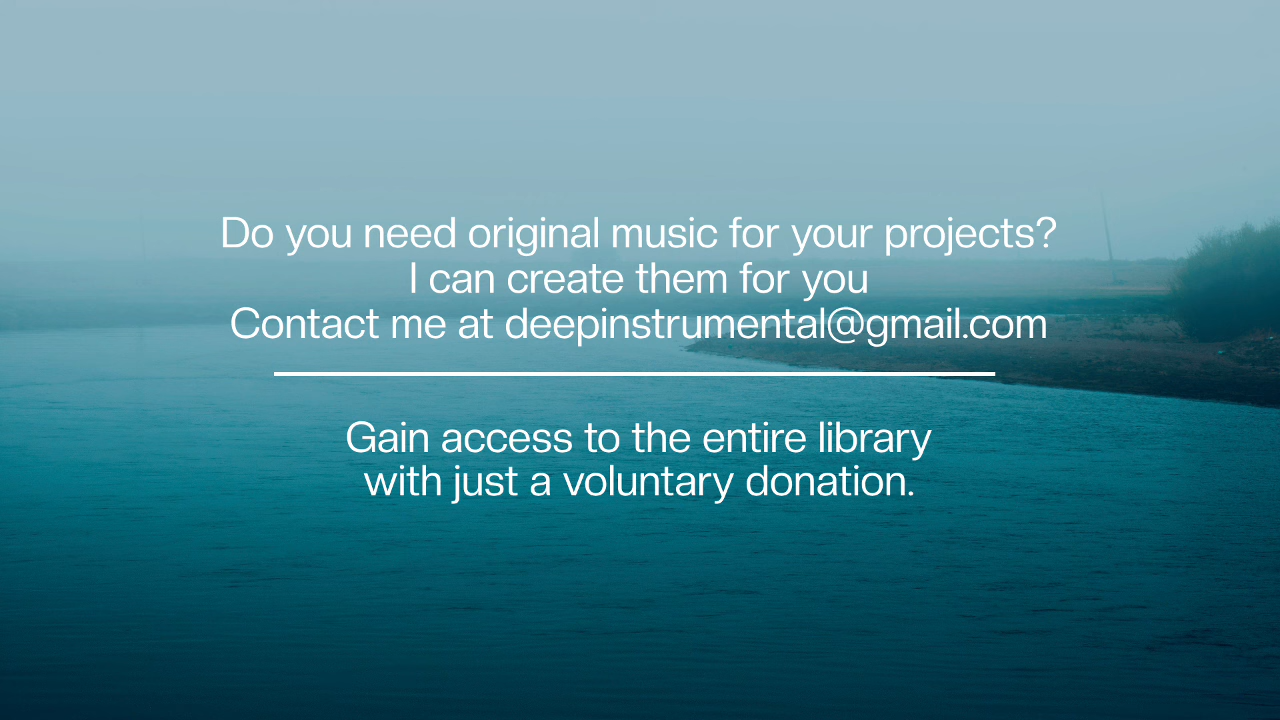 Do you need original music for your projects?
I can create them for you
Contact me at deepinstrumental@gmail.com
Gain access to the entire library
with just a voluntary donation.